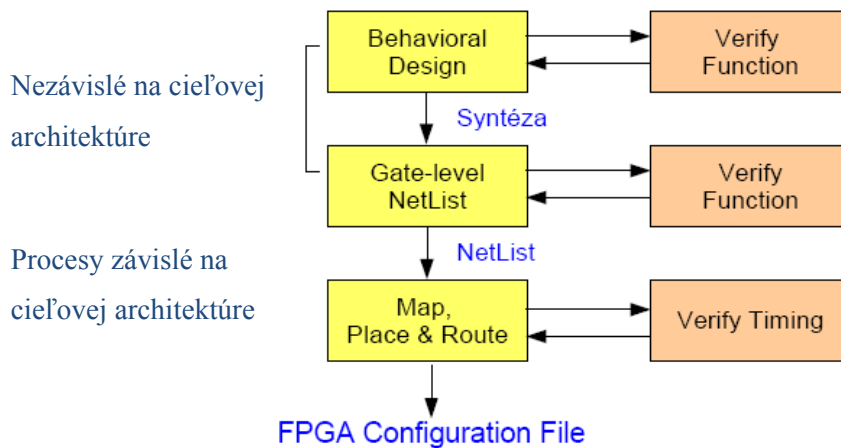 Behavioral
Design
Verify
Function
Nezávislé na cieľovej
architektúre
Syntéza
Gate-level
NetList
Verify
Function
NetList
Procesy závislé na
cieľovej architektúre
Map,
Place & Route
Verify Timing
FPGA Configuration File